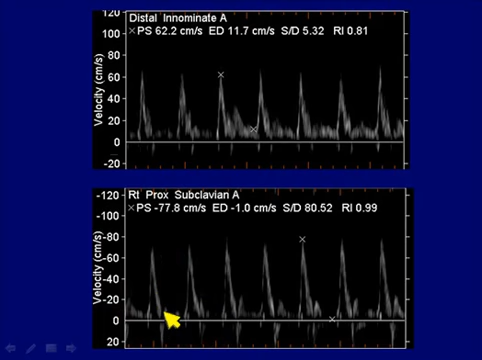 120
Distal Innominate A
100
×PS 62.2 cm/s ED 11.7 cm/s S/D 5.32 RI 0.81
80
60
40
20
0
-20
Velocity (cm/s)
-120
Rt Prox Subclavian A
-100
×PS -77.8 cm/s ED -1.0 cm/s S/D 80.52 RI 0.99
-80
-60
-40
-20
0
20
Velocity (cm/s)